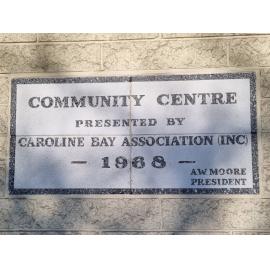 COMMUNITY CENTRE
PRESENTED BY
CAROLINE BAY ASSOCIATION (INC)
— 1968 —
A W MOORE
PRESIDENT